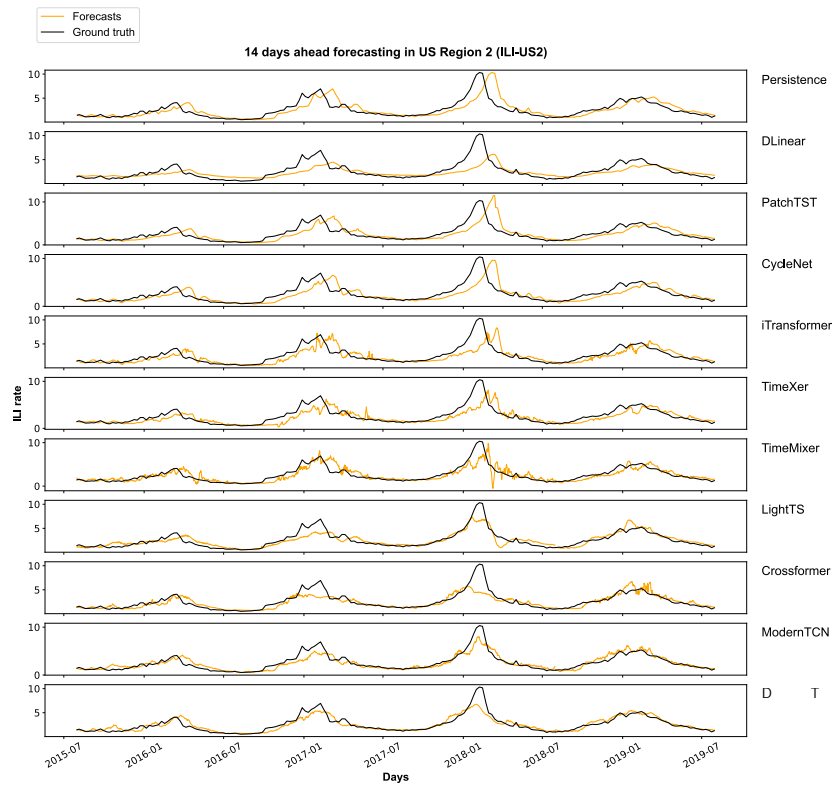 Forecasts
Ground truth
14 days ahead forecasting in US Region 2 (ILI-US2)
10
5
Persistence
10
5
DLinear
10
0
PatchTST
10
0
CycleNet
10
5
iTransformer
10
0
TimeXer
10
0
TimeMixer
10
5
LightTS
10
5
Crossformer
10
0
ModernTCN
10
5
D T
ILI rate
2015-07
2016-01
2016-07
2017-01
2017-07
2018-01
2018-07
2019-01
2019-07
Days